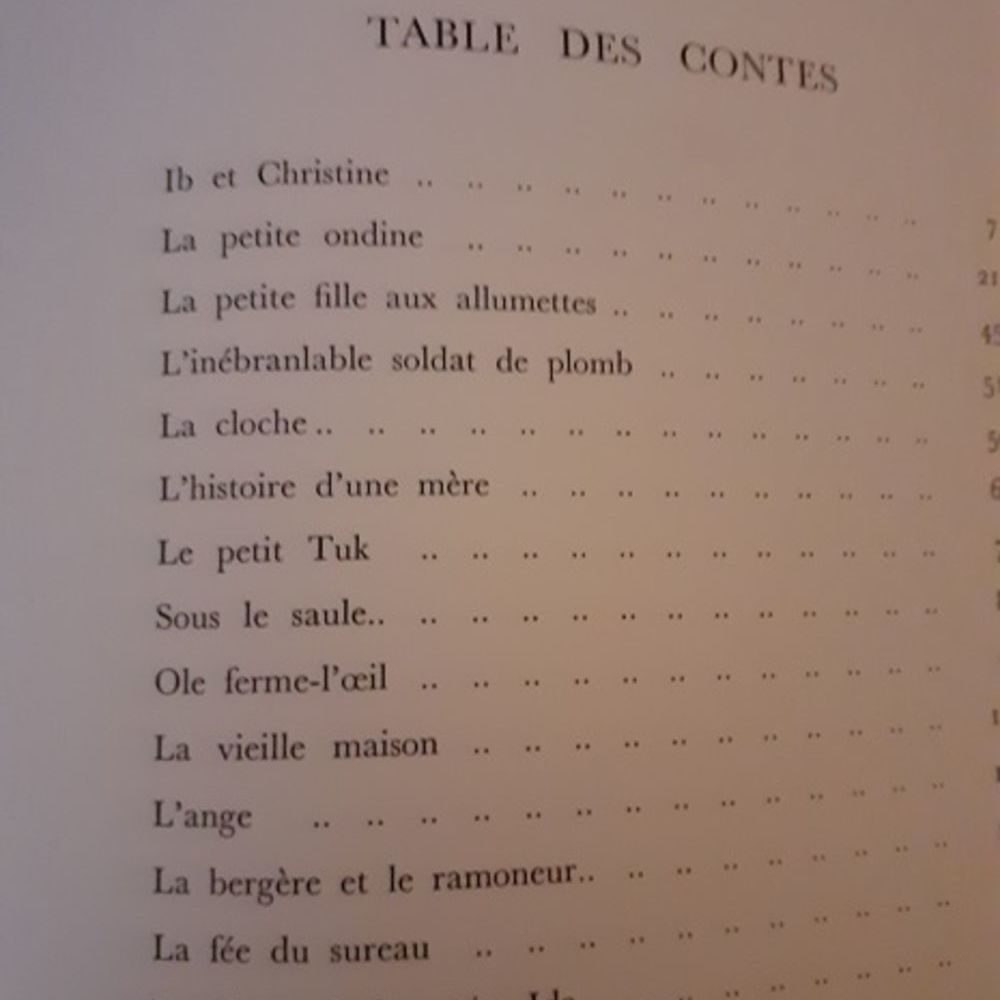 TABLE DES CONTES
Ib et Christine .. .. .. .. .. .. .. .. .. .. .. 7
La petite ondine .. .. .. .. .. .. .. .. .. .. 21
La petite fille aux allumettes .. .. .. .. .. .. .. ..
L'inébranlable soldat de plomb .. .. .. .. .. .. ..
La cloche .. .. .. .. .. .. .. .. .. .. .. .. .. ..
L'histoire d'une mère .. .. .. .. .. .. .. .. .. ..
Le petit Tuk .. .. .. .. .. .. .. .. .. .. .. ..
Sous le saule.. .. .. .. .. .. .. .. .. .. .. .. ..
Ole ferme-l'œil .. .. .. .. .. .. .. .. .. .. .. ..
La vieille maison .. .. .. .. .. .. .. .. .. .. ..
L'ange .. .. .. .. .. .. .. .. .. .. .. .. .. ..
La bergère et le ramoneur.. .. .. .. .. .. .. .. ..
La fée du sureau .. .. .. .. .. .. .. .. .. .. ..